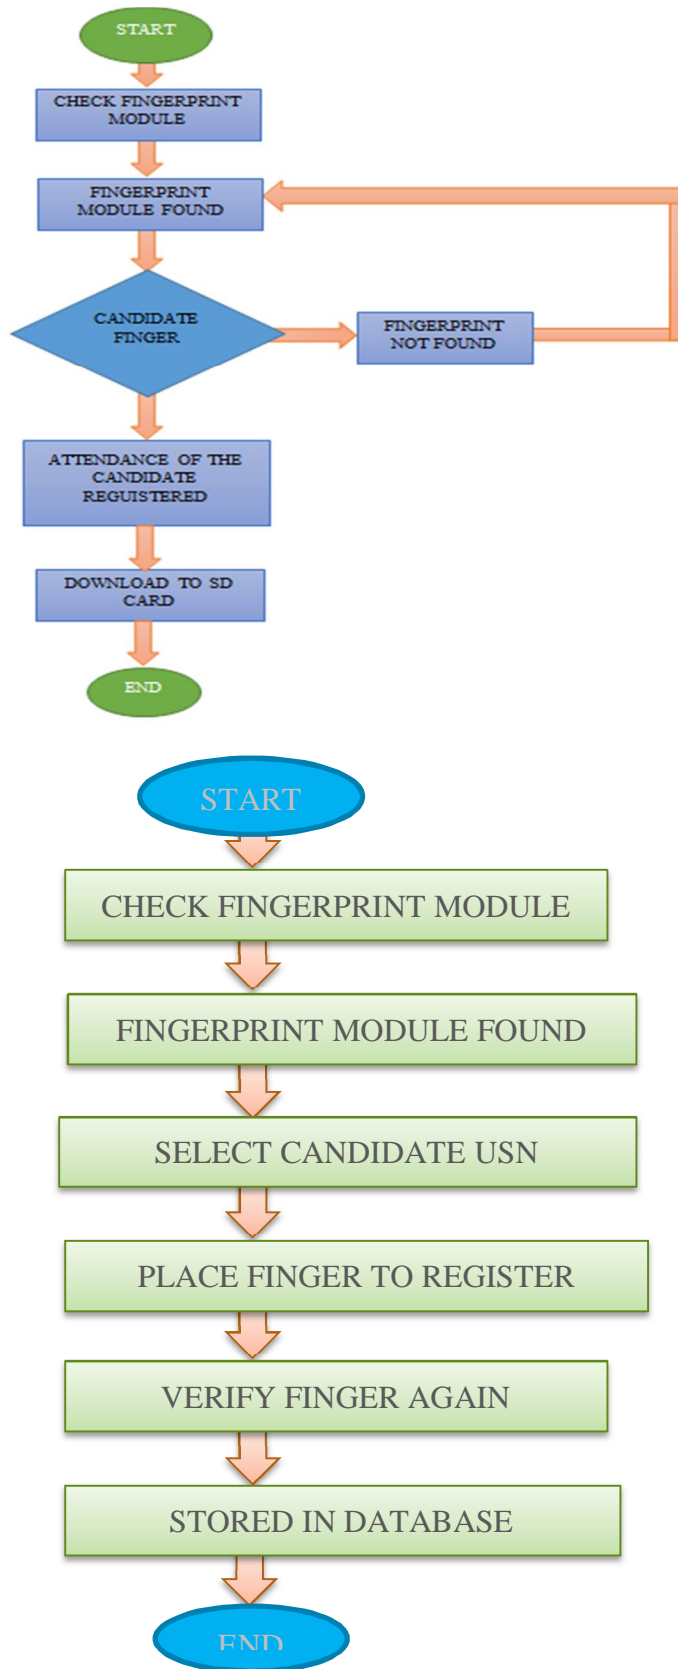 START
CHECK FINGERPRINT
MODULE
FINGERPRINT
MODULE FOUND
CANDIDATE
FINGER
FINGERPRINT
NOT FOUND
ATTENDANCE OF THE
CANDIDATE
REGUISTERED
DOWNLOAD TO SD
CARD
END
START
CHECK FINGERPRINT MODULE
FINGERPRINT MODULE FOUND
SELECT CANDIDATE USN
PLACE FINGER TO REGISTER
VERIFY FINGER AGAIN
STORED IN DATABASE
END